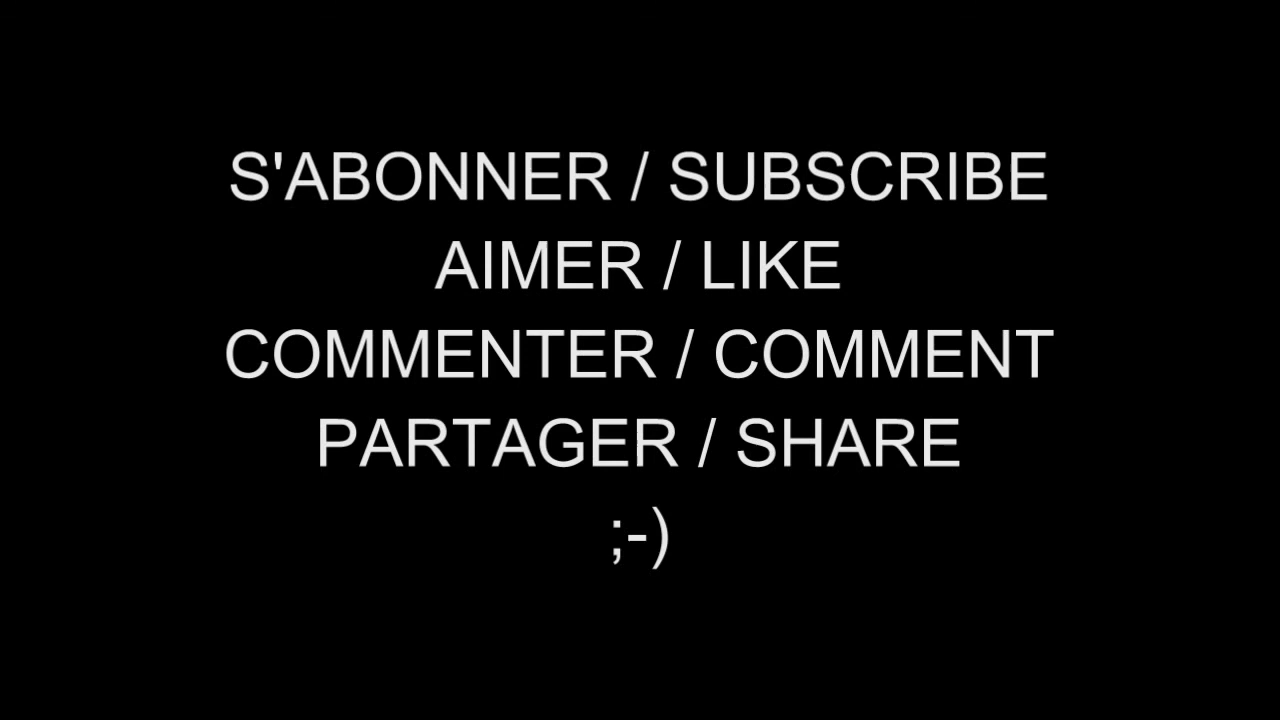 S'ABONNER / SUBSCRIBE
AIMER / LIKE
COMMENTER / COMMENT
PARTAGER / SHARE
;-)